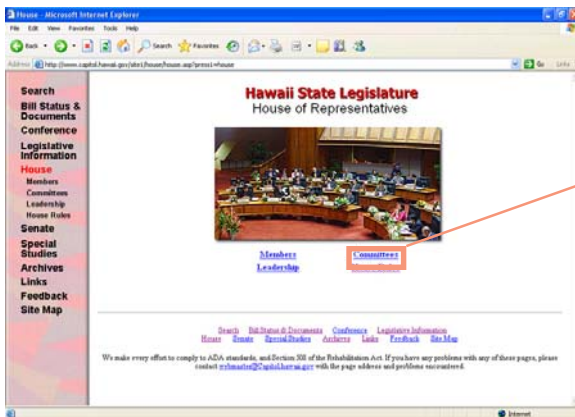 House - Microsoft Internet Explorer
File Edit View Favorites Tools Help
Back Search Favorites
Address http://www.capitol.hawaii.gov/site1/house/house.asp?press1=house Go Links
Hawaii State Legislature
House of Representatives
Search
Bill Status &
Documents
Conference
Legislative
Information
House
Members
Committees
Leadership
House Rules
Senate
Special
Studies
Archives
Links
Feedback
Site Map
Members Committees
Leadership
Search Bill Status & Documents Conference Legislative Information
House Senate Special Studies Archives Links Feedback Site Map
We make every effort to comply to ADA standards, and Section 508 of the Rehabilitation Act. If you have any problems with any of these pages, please
contact webmaster@Capitol.hawaii.gov with the page address and problems encountered.
Internet